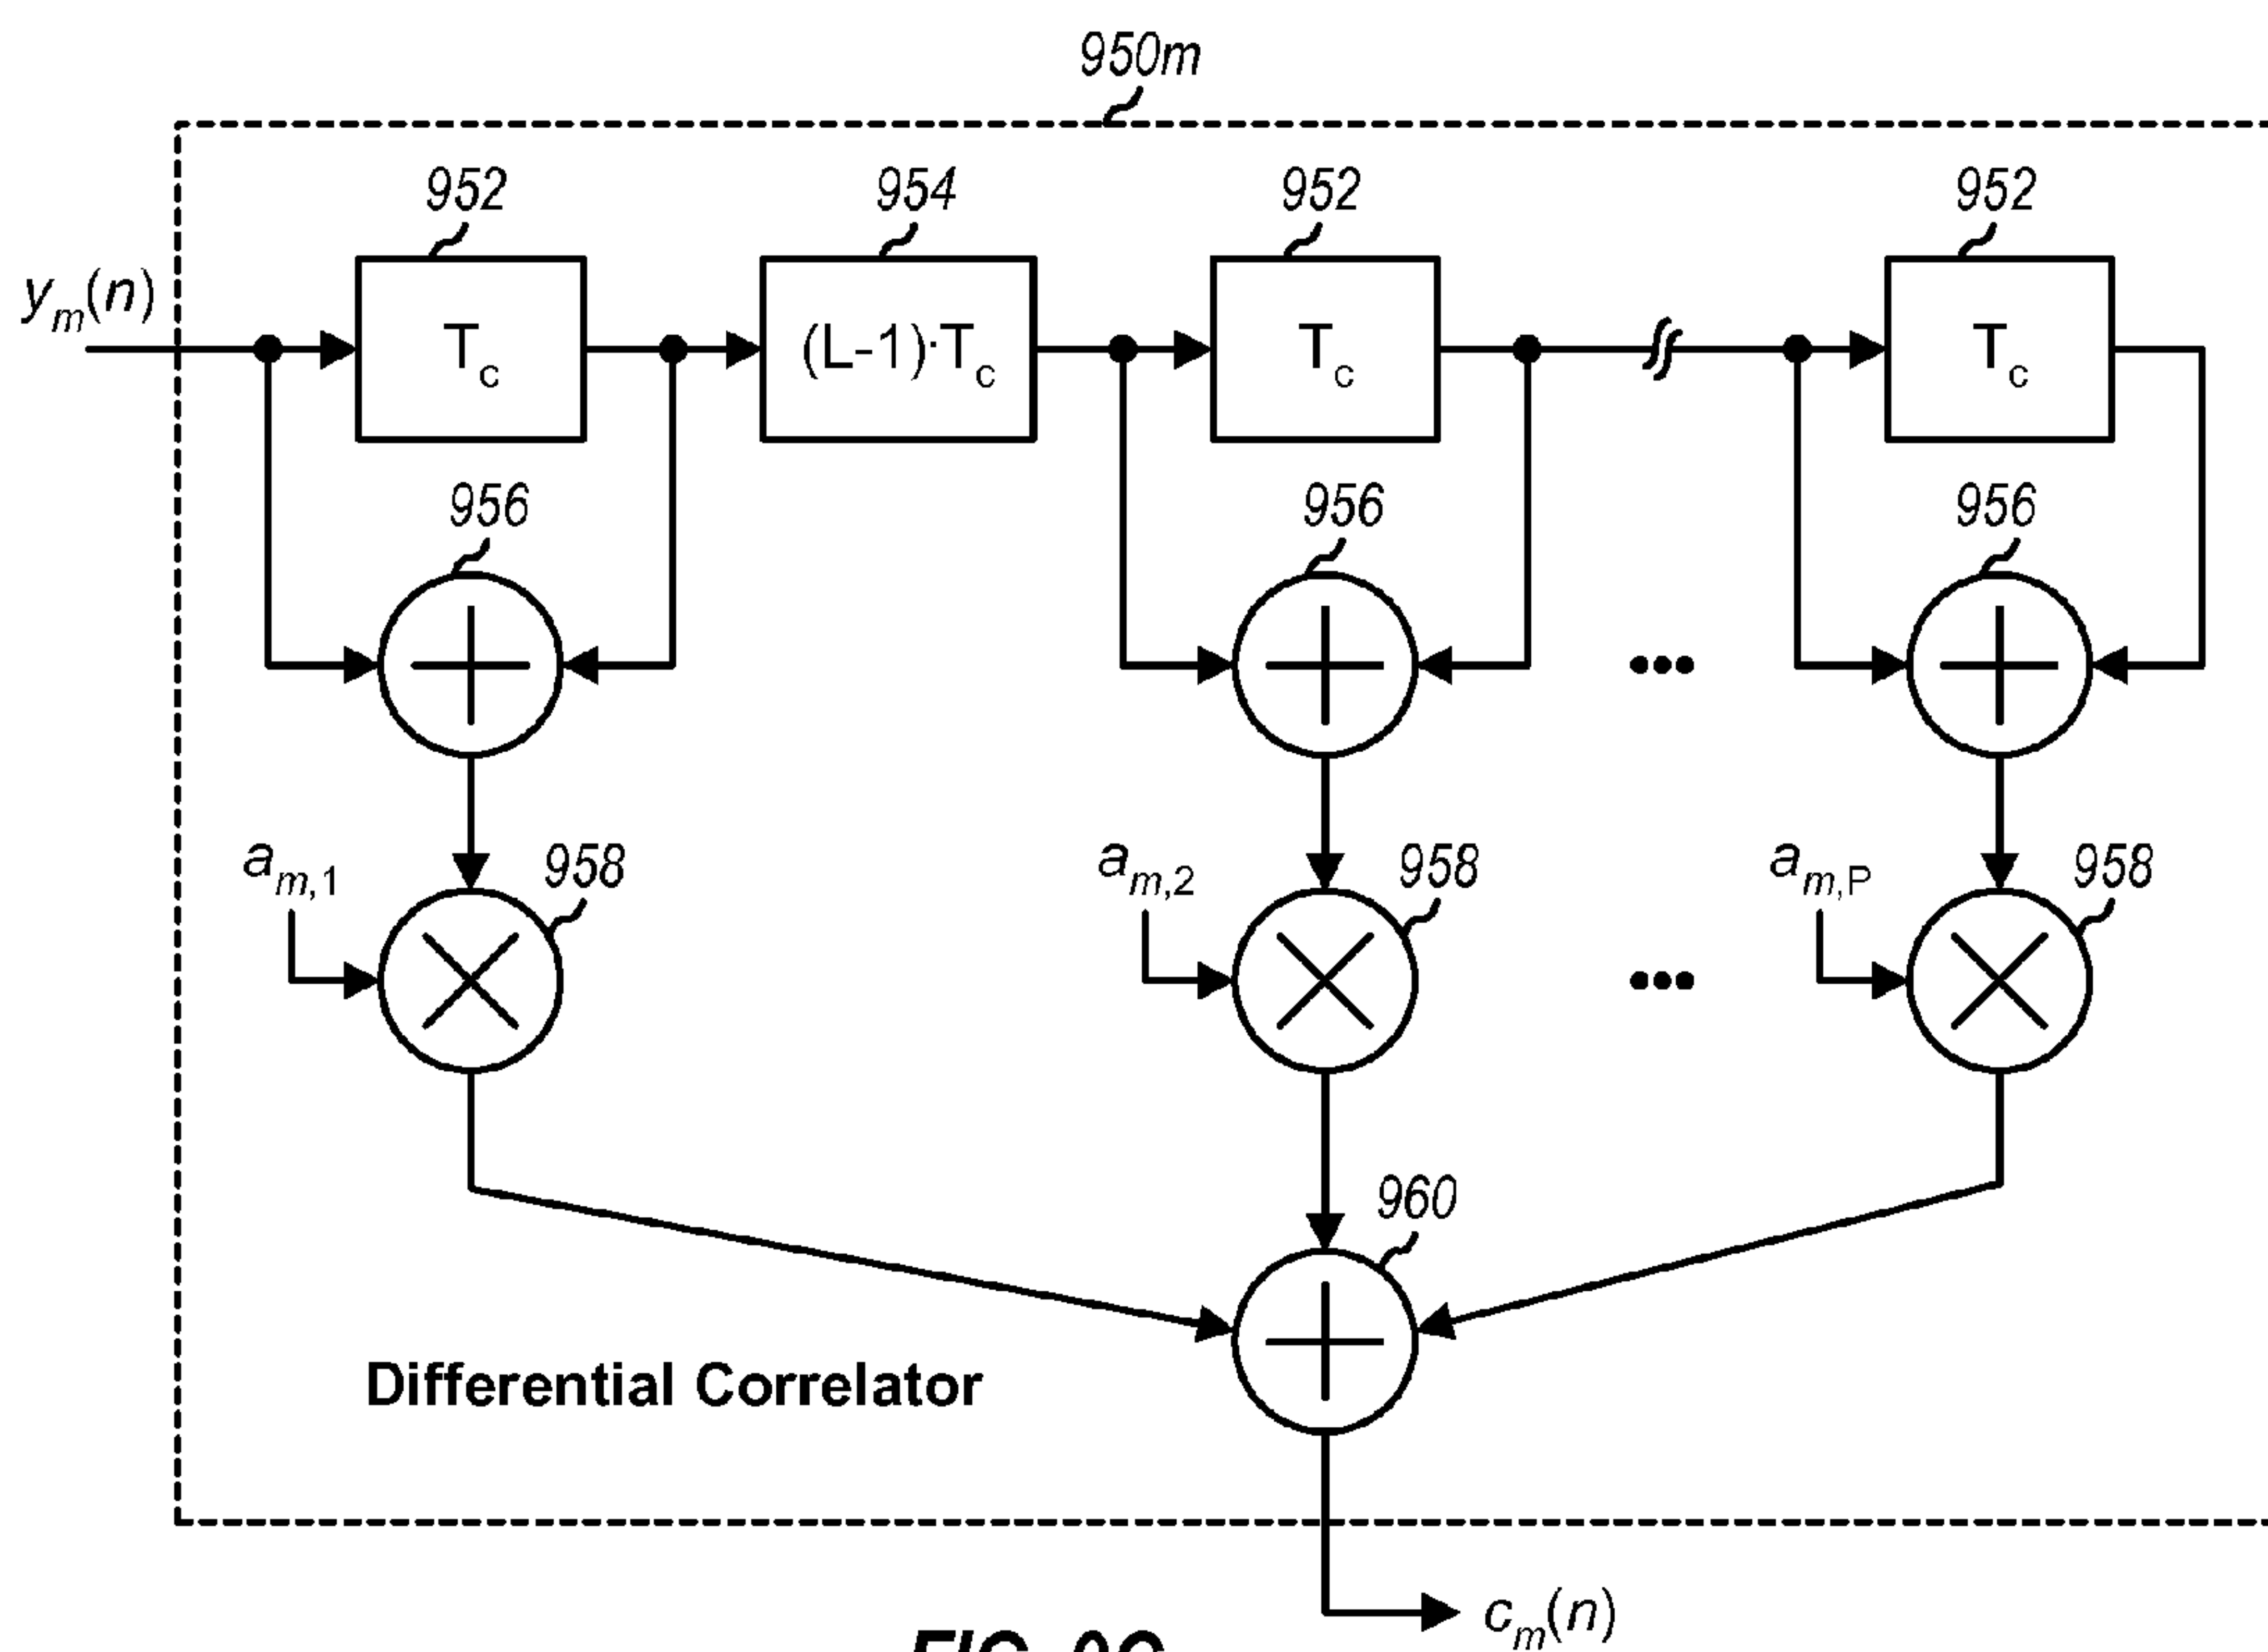 950m
952 954 952 952
y_m(n)
T_c (L-1)·T_c T_c T_c
956 956 956
a_m,1 958 a_m,2 958 a_m,P 958
960
Differential Correlator
c_m(n)